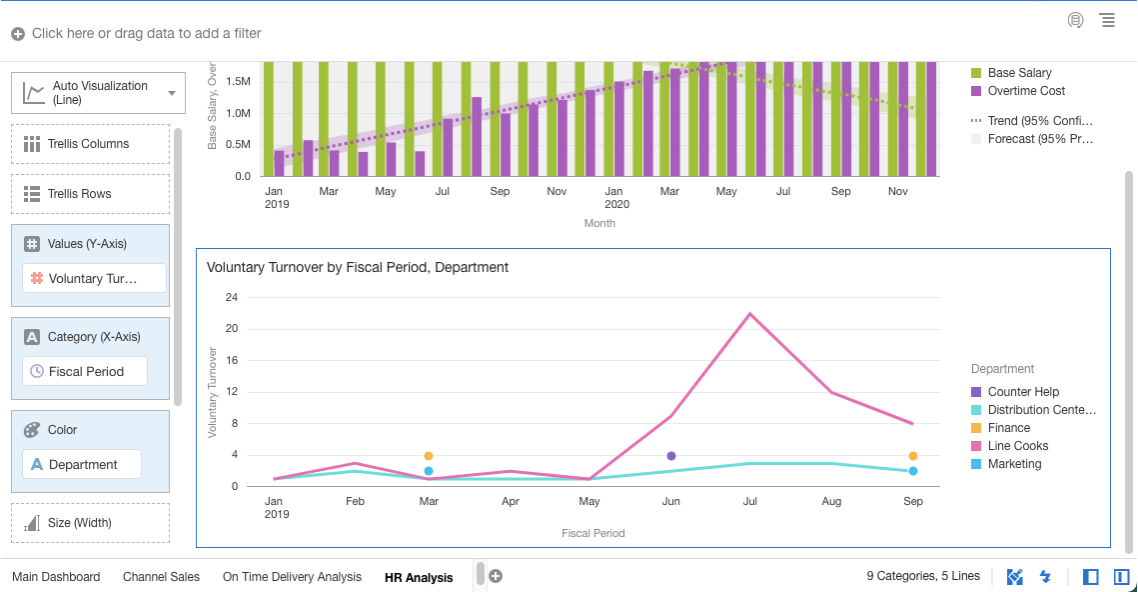 Click here or drag data to add a filter
Auto Visualization
(Line)
Trellis Columns
Trellis Rows
Values (Y-Axis)
Voluntary Tur...
Category (X-Axis)
Fiscal Period
Color
A Department
Size (Width)
Base Salary, Over
1.5M
1.0M
0.5M
0.0
Jan Mar May Jul Sep Nov Jan Mar May Jul Sep Nov
2019 2020
Month
Base Salary
Overtime Cost
Trend (95% Confi...
Forecast (95% Pr...
Voluntary Turnover by Fiscal Period, Department
Voluntary Turnover
24
20
16
12
8
4
0
Jan Feb Mar Apr May Jun Jul Aug Sep
2019
Fiscal Period
Department
Counter Help
Distribution Cente...
Finance
Line Cooks
Marketing
Main Dashboard Channel Sales On Time Delivery Analysis HR Analysis
9 Categories, 5 Lines